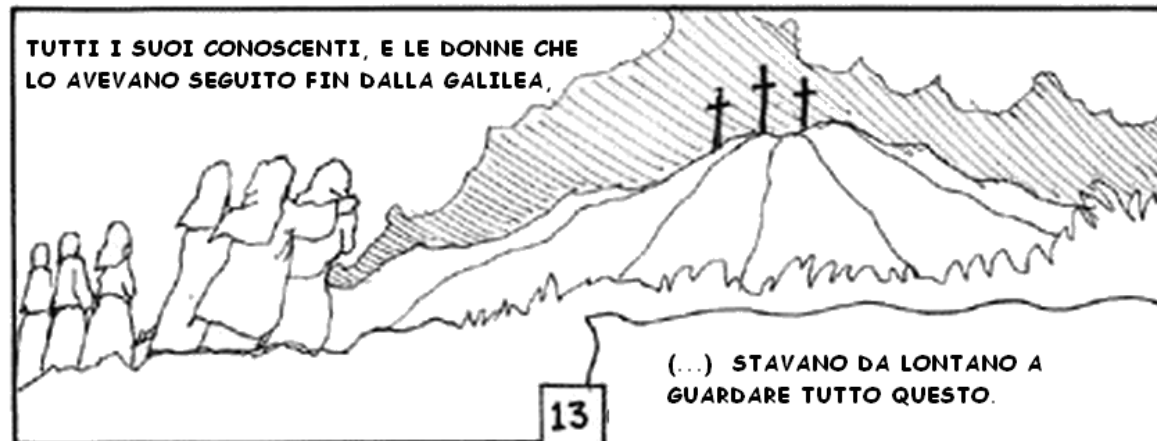 TUTTI I SUOI CONOSCENTI, E LE DONNE CHE
LO AVEVANO SEGUITO FIN DALLA GALILEA,
(...) STAVANO DA LONTANO A
GUARDARE TUTTO QUESTO.
13